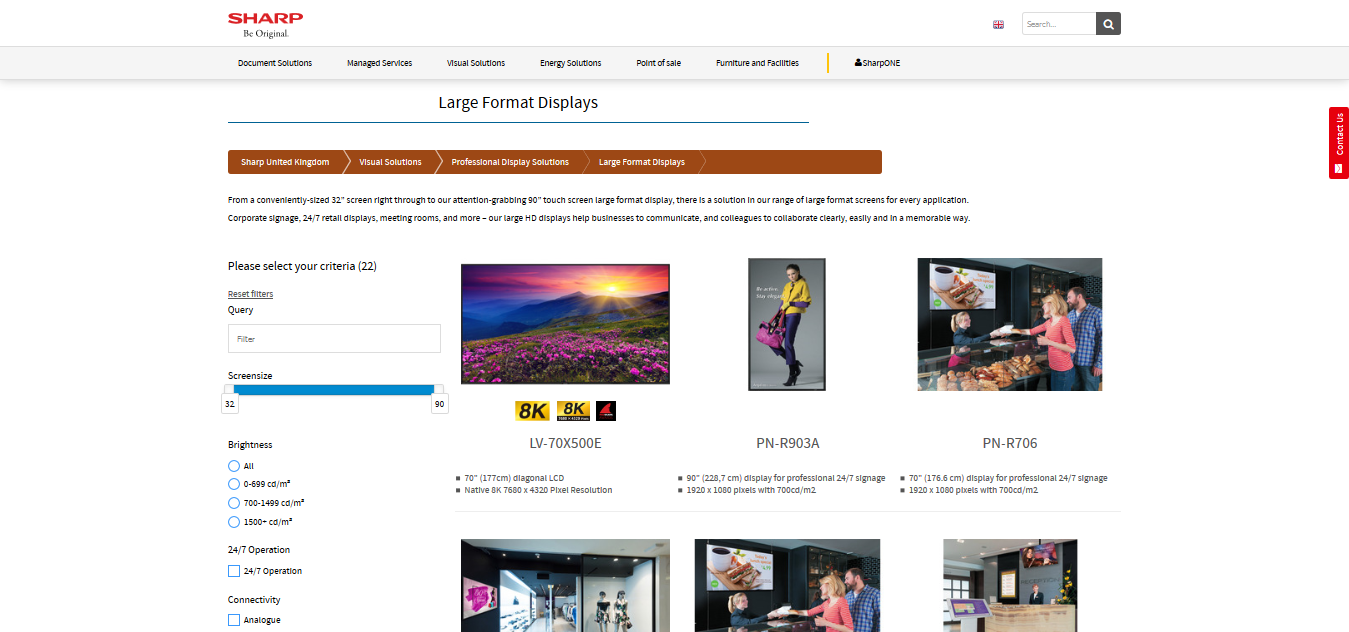 SHARP
Be Original.
Search...
Document Solutions
Managed Services
Visual Solutions
Energy Solutions
Point of sale
Furniture and Facilities
SharpONE
Large Format Displays
Contact Us
Sharp United Kingdom
Visual Solutions
Professional Display Solutions
Large Format Displays
From a conveniently-sized 32" screen right through to our attention-grabbing 90" touch screen large format display, there is a solution in our range of large format screens for every application.
Corporate signage, 24/7 retail displays, meeting rooms, and more – our large HD displays help businesses to communicate, and colleagues to collaborate clearly, easily and in a memorable way.
Please select your criteria (22)
Reset filters
Query
Filter
Screensize
32
90
Brightness
All
0-699 cd/m²
700-1499 cd/m²
1500+ cd/m²
24/7 Operation
24/7 Operation
Connectivity
Analogue
Be active.
Stay elegant.
8K
8K
LV-70X500E
70" (177cm) diagonal LCD
Native 8K 7680 x 4320 Pixel Resolution
PN-R903A
90" (228,7 cm) display for professional 24/7 signage
1920 x 1080 pixels with 700cd/m2
PN-R706
70" (176.6 cm) display for professional 24/7 signage
1920 x 1080 pixels with 700cd/m2